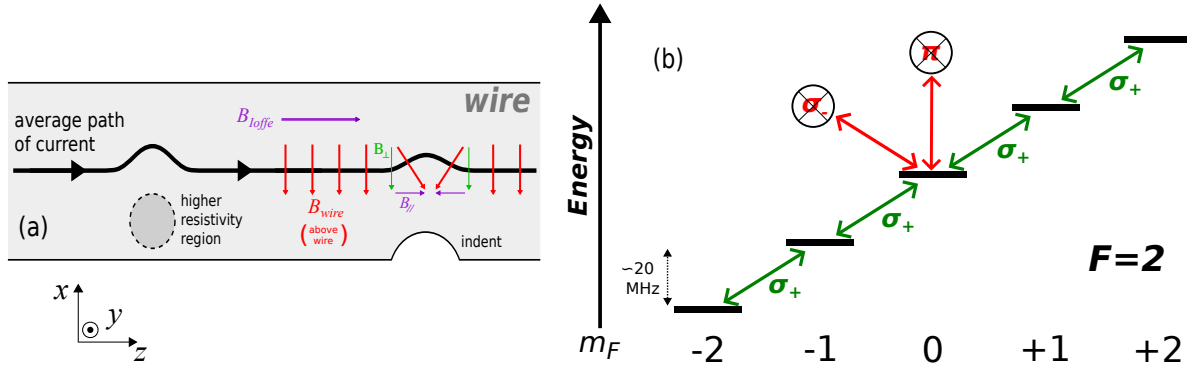 wire
average path
of current
B_Ioffe
B_⊥
higher
resistivity
region
B_wire
(above
wire)
B_//
indent
(a)
x
y
z
(b)
Energy
σ₋
π
σ₊
σ₊
σ₊
σ₊
~20
MHz
F=2
m_F
-2 -1 0 +1 +2